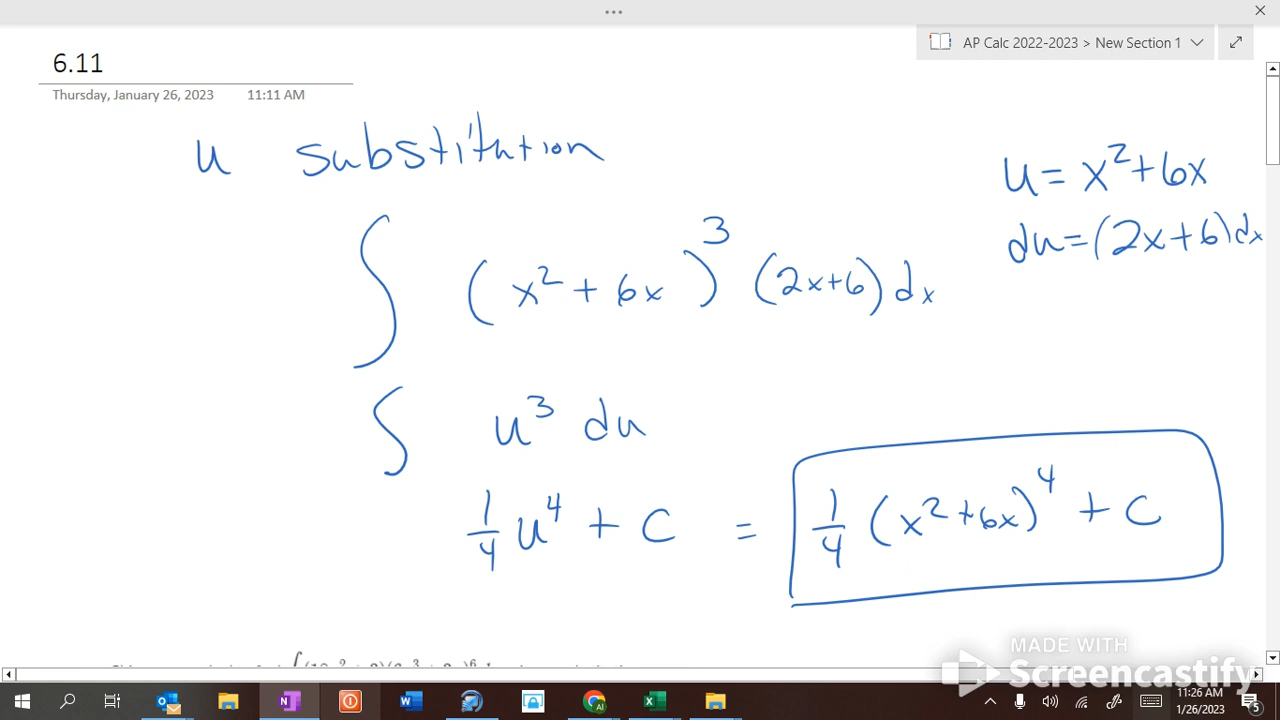 AP Calc 2022-2023 > New Section 1
6.11
Thursday, January 26, 2023 11:11 AM
u substitution
u = x² + 6x
du = (2x + 6) dx
∫ (x² + 6x)³ (2x+6) dx
∫ u³ du
1/4 u⁴ + C = 1/4 (x² + 6x)⁴ + C
MADE WITH
Screencastify
11:26 AM
1/26/2023
5